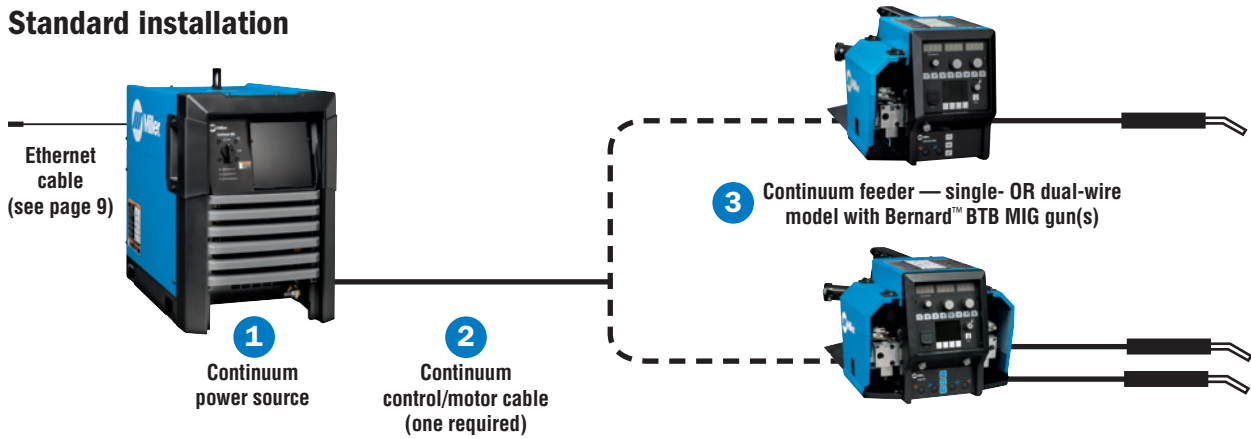 Standard installation
Miller
Ethernet
cable
(see page 9)
1
Continuum
power source
2
Continuum
control/motor cable
(one required)
3
Continuum feeder — single- OR dual-wire
model with Bernard™ BTB MIG gun(s)